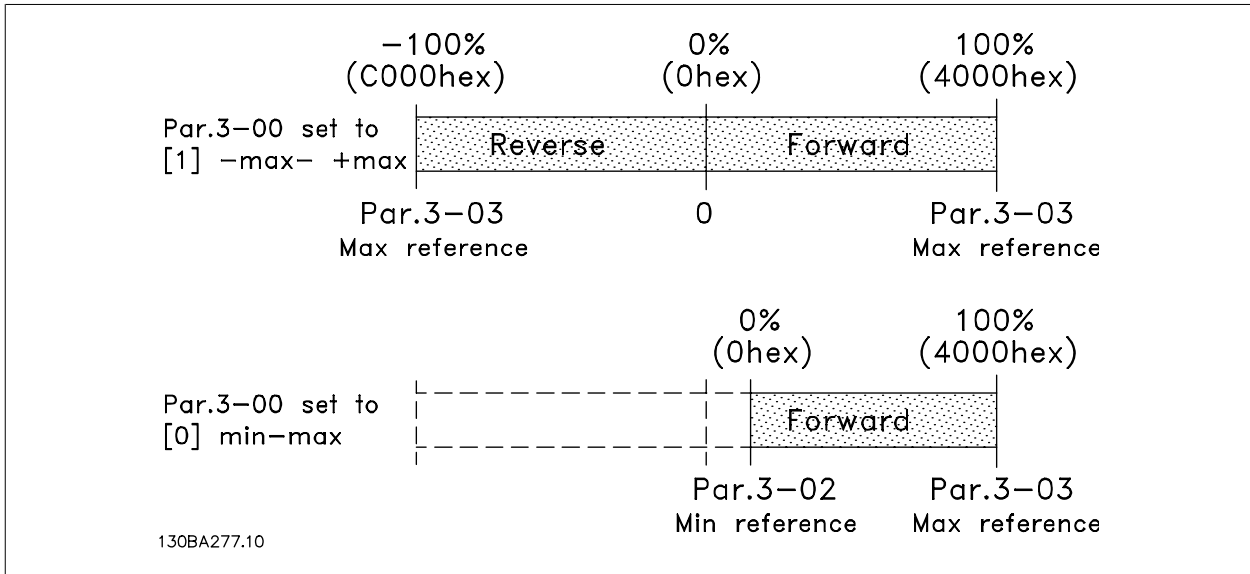 -100% 0% 100%
(C000hex) (0hex) (4000hex)
Par.3-00 set to
[1] -max- +max
Reverse Forward
Par.3-03 0 Par.3-03
Max reference Max reference
0% 100%
(0hex) (4000hex)
Par.3-00 set to
[0] min-max
Forward
Par.3-02 Par.3-03
Min reference Max reference
130BA277.10